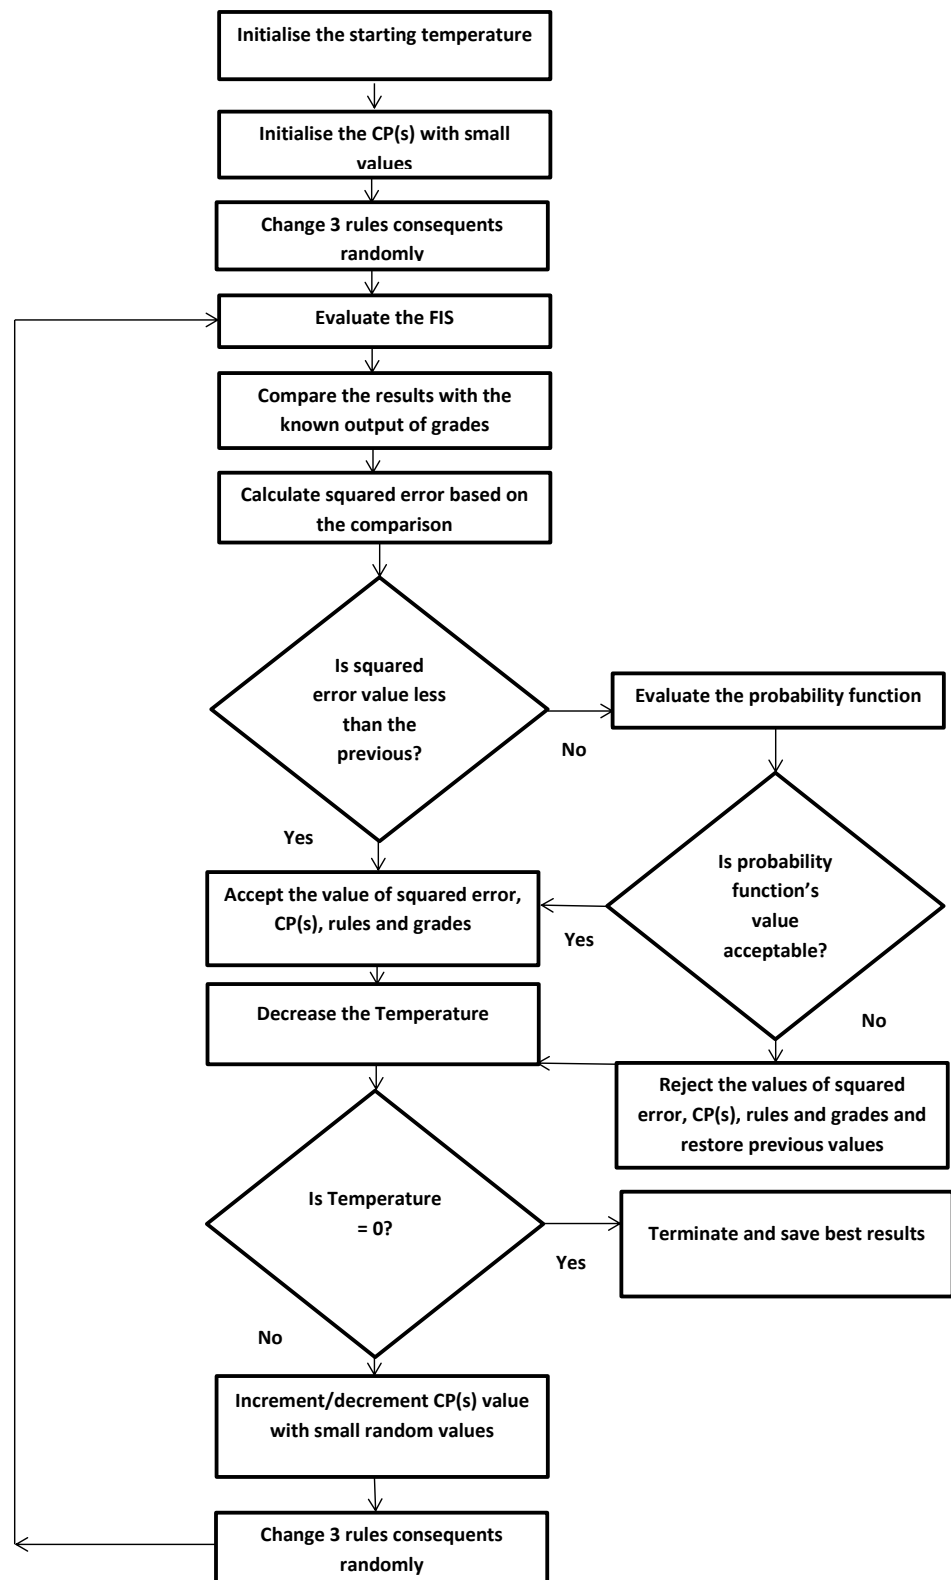 Initialise the starting temperature
Initialise the CP(s) with small
values
Change 3 rules consequents
randomly
Evaluate the FIS
Compare the results with the
known output of grades
Calculate squared error based on
the comparison
Is squared
error value less
than the
previous?
No
Evaluate the probability function
Yes
Is probability
function's
value
acceptable?
Accept the value of squared error,
CP(s), rules and grades
Yes
Decrease the Temperature
No
Reject the values of squared
error, CP(s), rules and grades and
restore previous values
Is Temperature
= 0?
Yes
Terminate and save best results
No
Increment/decrement CP(s) value
with small random values
Change 3 rules consequents
randomly